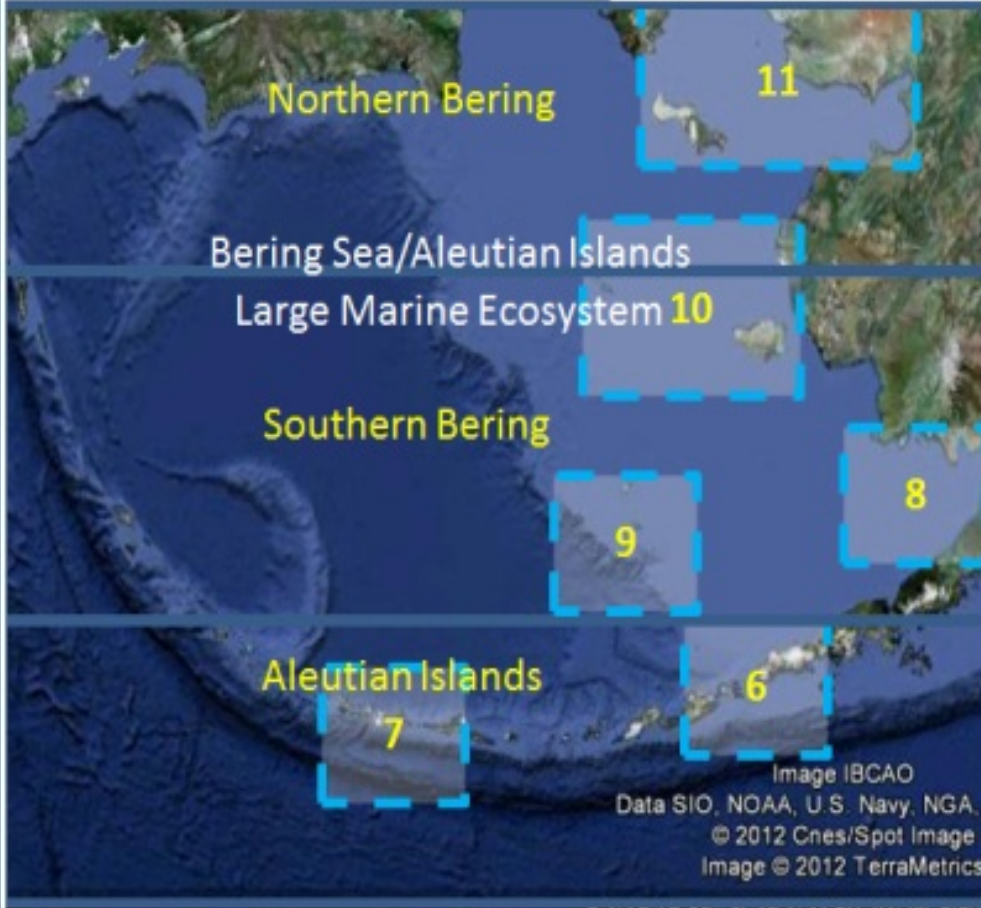 11
Northern Bering
Bering Sea/Aleutian Islands
Large Marine Ecosystem 10
Southern Bering
8
9
Aleutian Islands
6
7
Image IBCAO
Data SIO, NOAA, U.S. Navy, NGA,
© 2012 Cnes/Spot Image
Image © 2012 TerraMetrics